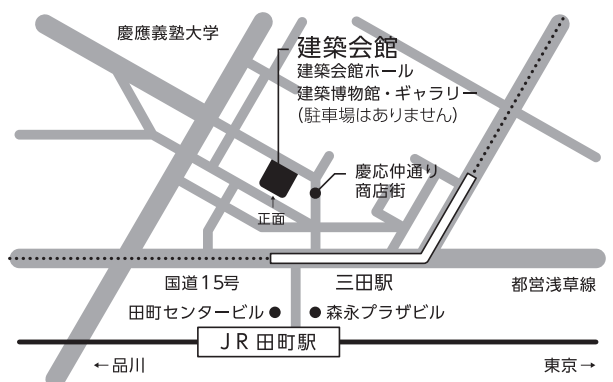 慶應義塾大学
建築会館
建築会館ホール
建築博物館・ギャラリー
（駐車場はありません）
慶応仲通り
商店街
↑
正面
国道15号
三田駅
都営浅草線
田町センタービル●
●森永プラザビル
JR田町駅
←品川
東京→